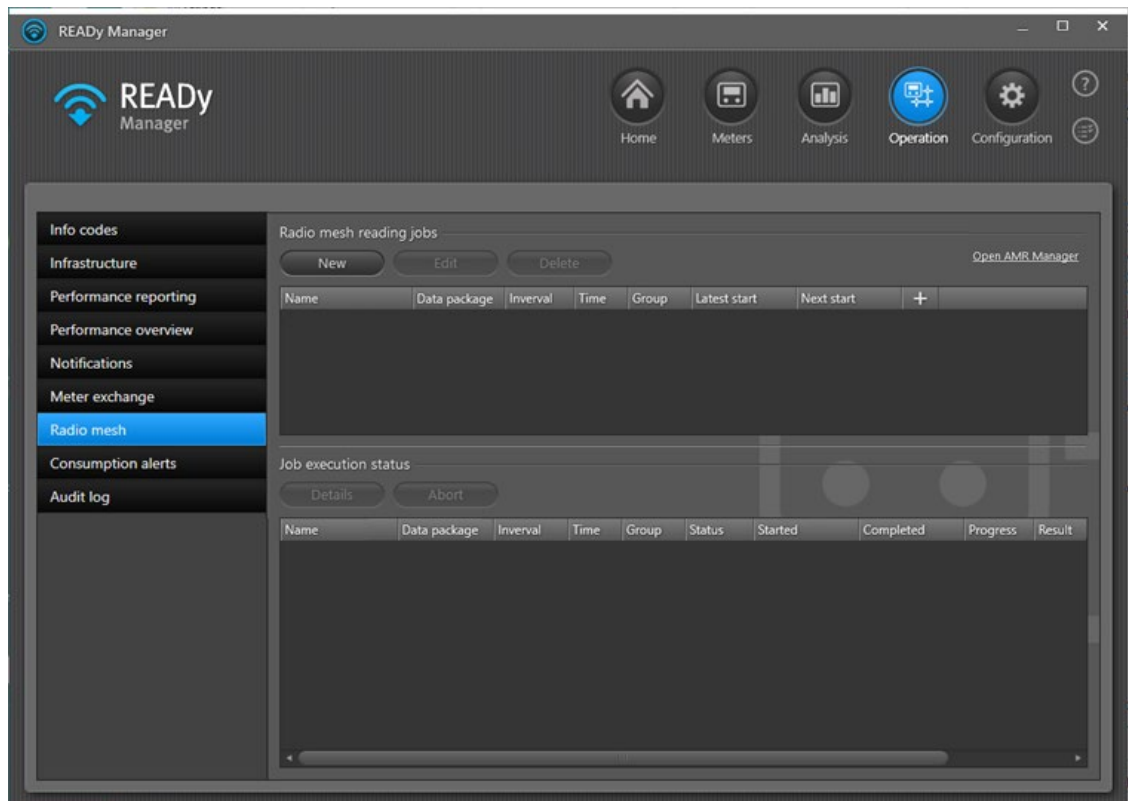 READy Manager
READy
Manager
Home Meters Analysis Operation Configuration
Info codes
Infrastructure
Performance reporting
Performance overview
Notifications
Meter exchange
Radio mesh
Consumption alerts
Audit log
Radio mesh reading jobs
New Edit Delete Open AMR Manager
Name Data package Inverval Time Group Latest start Next start +
Job execution status
Details Abort
Name Data package Inverval Time Group Status Started Completed Progress Result